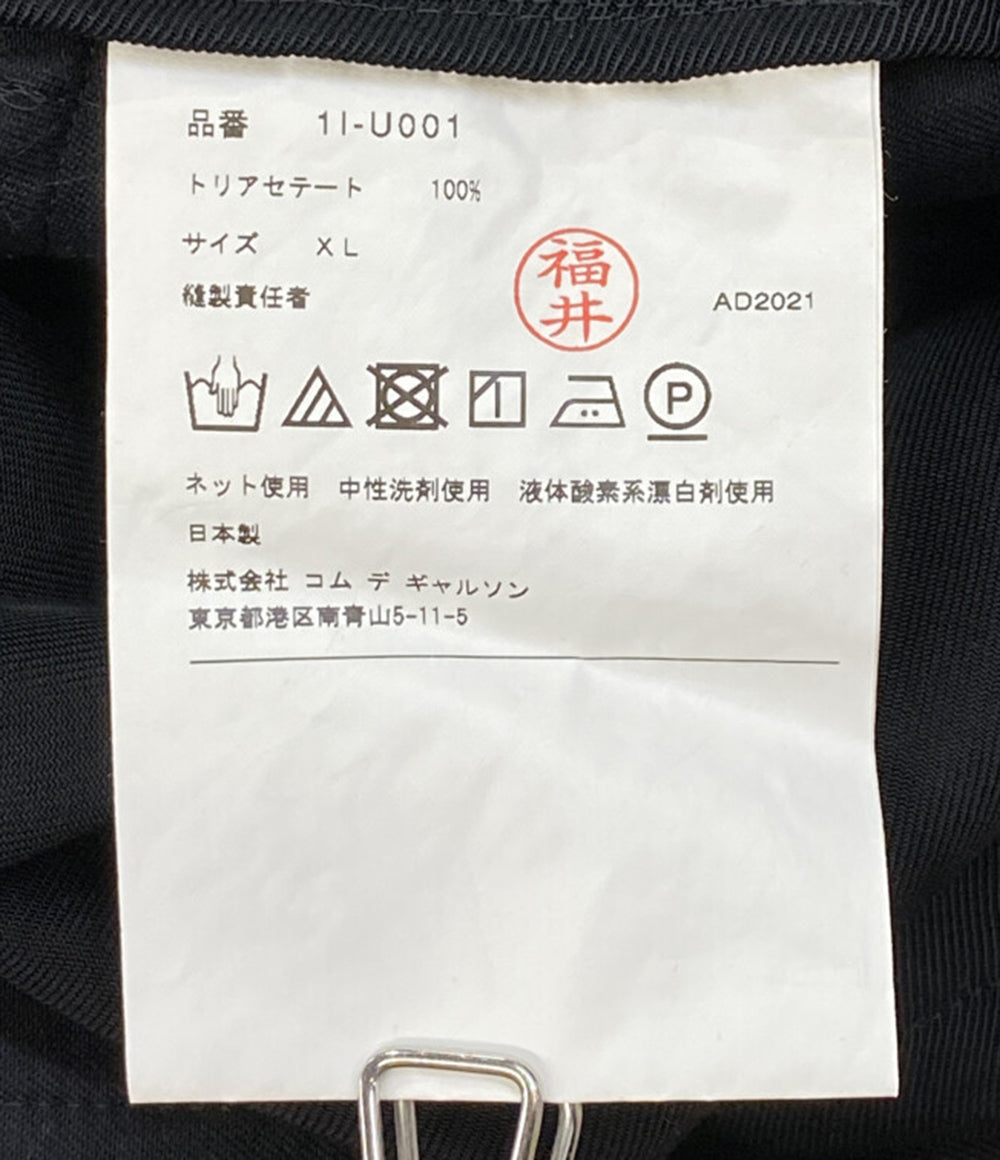 品番 1I-U001
トリアセテート 100%
サイズ XL
縫製責任者 福井 AD2021
P
ネット使用 中性洗剤使用 液体酸素系漂白剤使用
日本製
株式会社 コム デ ギャルソン
東京都港区南青山5-11-5